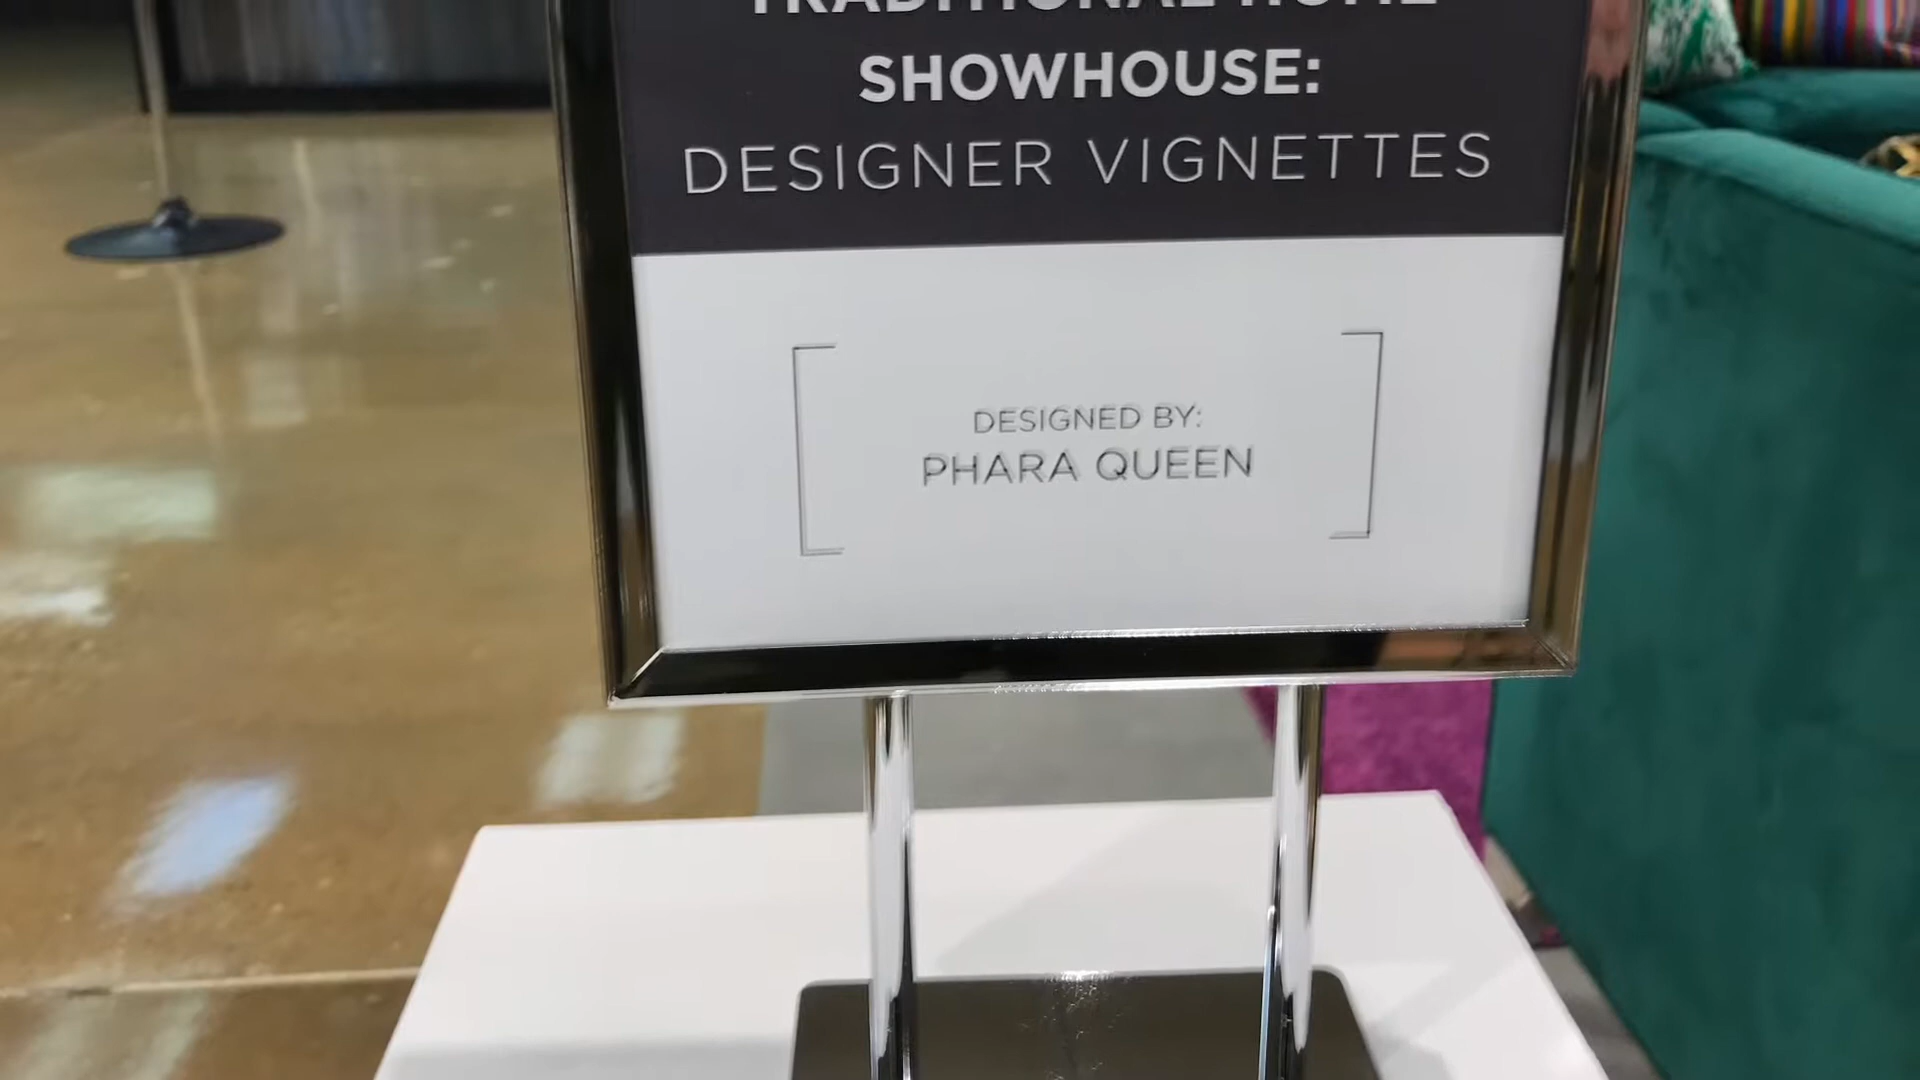 TRADITIONAL HOME
SHOWHOUSE:
DESIGNER VIGNETTES
DESIGNED BY:
PHARA QUEEN